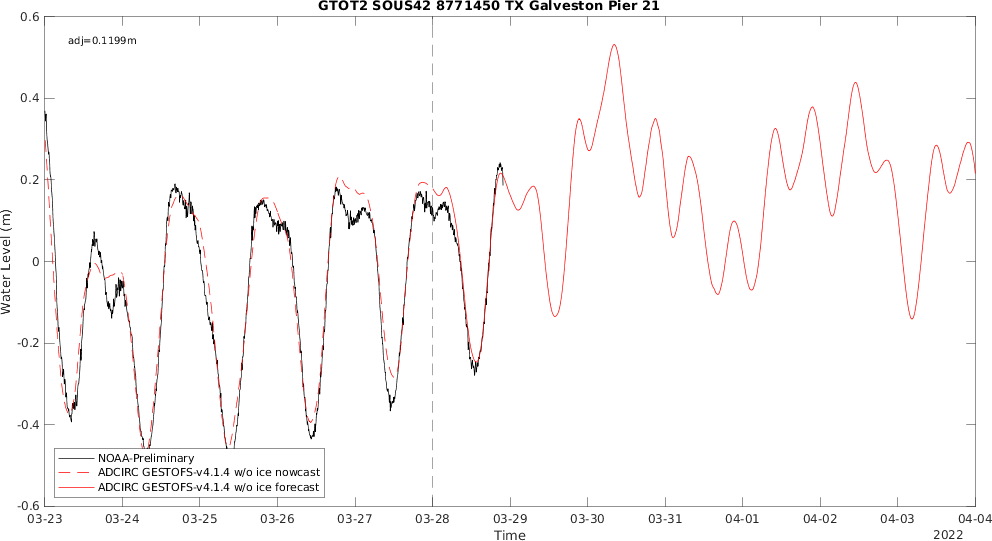 GTOT2 SOUS42 8771450 TX Galveston Pier 21
adj=0.1199m
Water Level (m)
0.6
0.4
0.2
0
-0.2
-0.4
-0.6
NOAA-Preliminary
ADCIRC GESTOFS-v4.1.4 w/o ice nowcast
ADCIRC GESTOFS-v4.1.4 w/o ice forecast
03-23 03-24 03-25 03-26 03-27 03-28 03-29 03-30 03-31 04-01 04-02 04-03 04-04
Time
2022